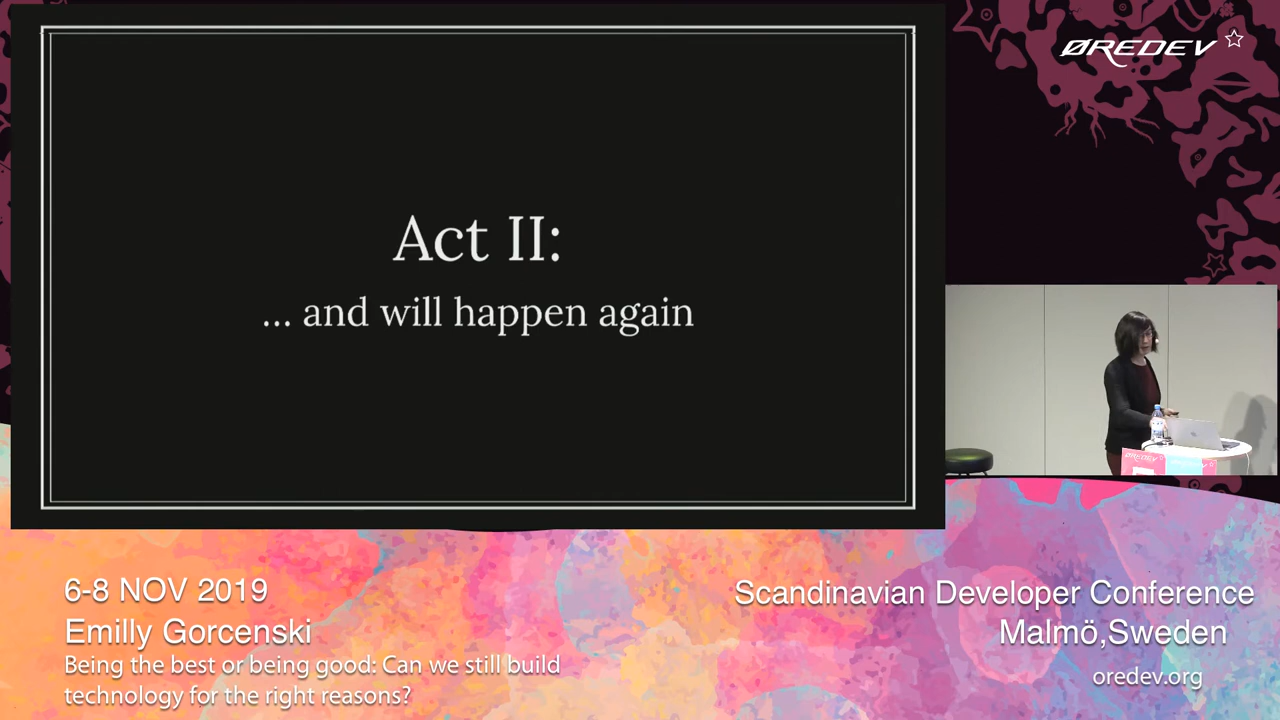 Act II:
... and will happen again
ØREDEV
6-8 NOV 2019
Emilly Gorcenski
Being the best or being good: Can we still build
technology for the right reasons?
Scandinavian Developer Conference
Malmö,Sweden
oredev.org